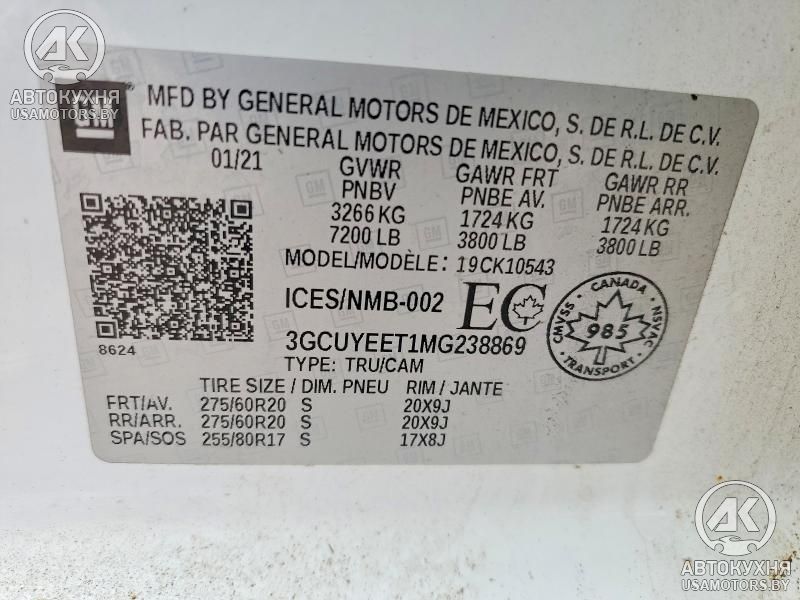 АВТОКУХНЯ
USAMOTORS.BY
GM
MFD BY GENERAL MOTORS DE MEXICO, S. DE R.L. DE C.V.
FAB. PAR GENERAL MOTORS DE MEXICO, S. DE R.L. DE C.V.
01/21 GVWR GAWR FRT GAWR RR
PNBV PNBE AV. PNBE ARR.
3266 KG 1724 KG 1724 KG
7200 LB 3800 LB 3800 LB
MODEL/MODÈLE: 19CK10543
ICES/NMB-002 EC
CANADA
CMVSS 985 NSVAC
TRANSPORT
3GCUYEET1MG238869
8624
TYPE: TRU/CAM
TIRE SIZE / DIM. PNEU RIM / JANTE
FRT/AV. 275/60R20 S 20X9J
RR/ARR. 275/60R20 S 20X9J
SPA/SOS 255/80R17 S 17X8J
АВТОКУХНЯ
USAMOTORS.BY